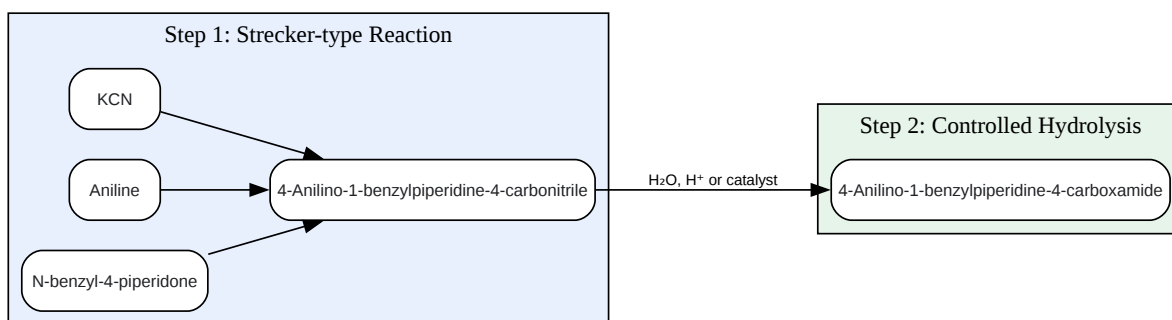 Step 1: Strecker-type Reaction
KCN
Aniline
N-benzyl-4-piperidone
4-Anilino-1-benzylpiperidine-4-carbonitrile
H₂O, H⁺ or catalyst
Step 2: Controlled Hydrolysis
4-Anilino-1-benzylpiperidine-4-carboxamide